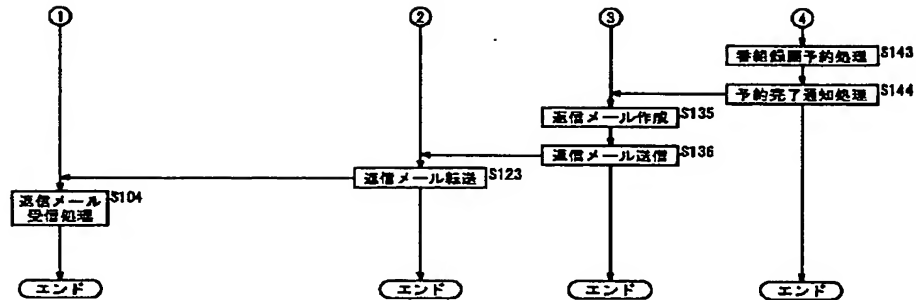 ① ② ③ ④
番組録画予約処理 S143
予約完了通知処理 S144
返信メール作成 S135
返信メール送信 S136
返信メール転送 S123
返信メール S104
受信処理
エンド エンド エンド エンド